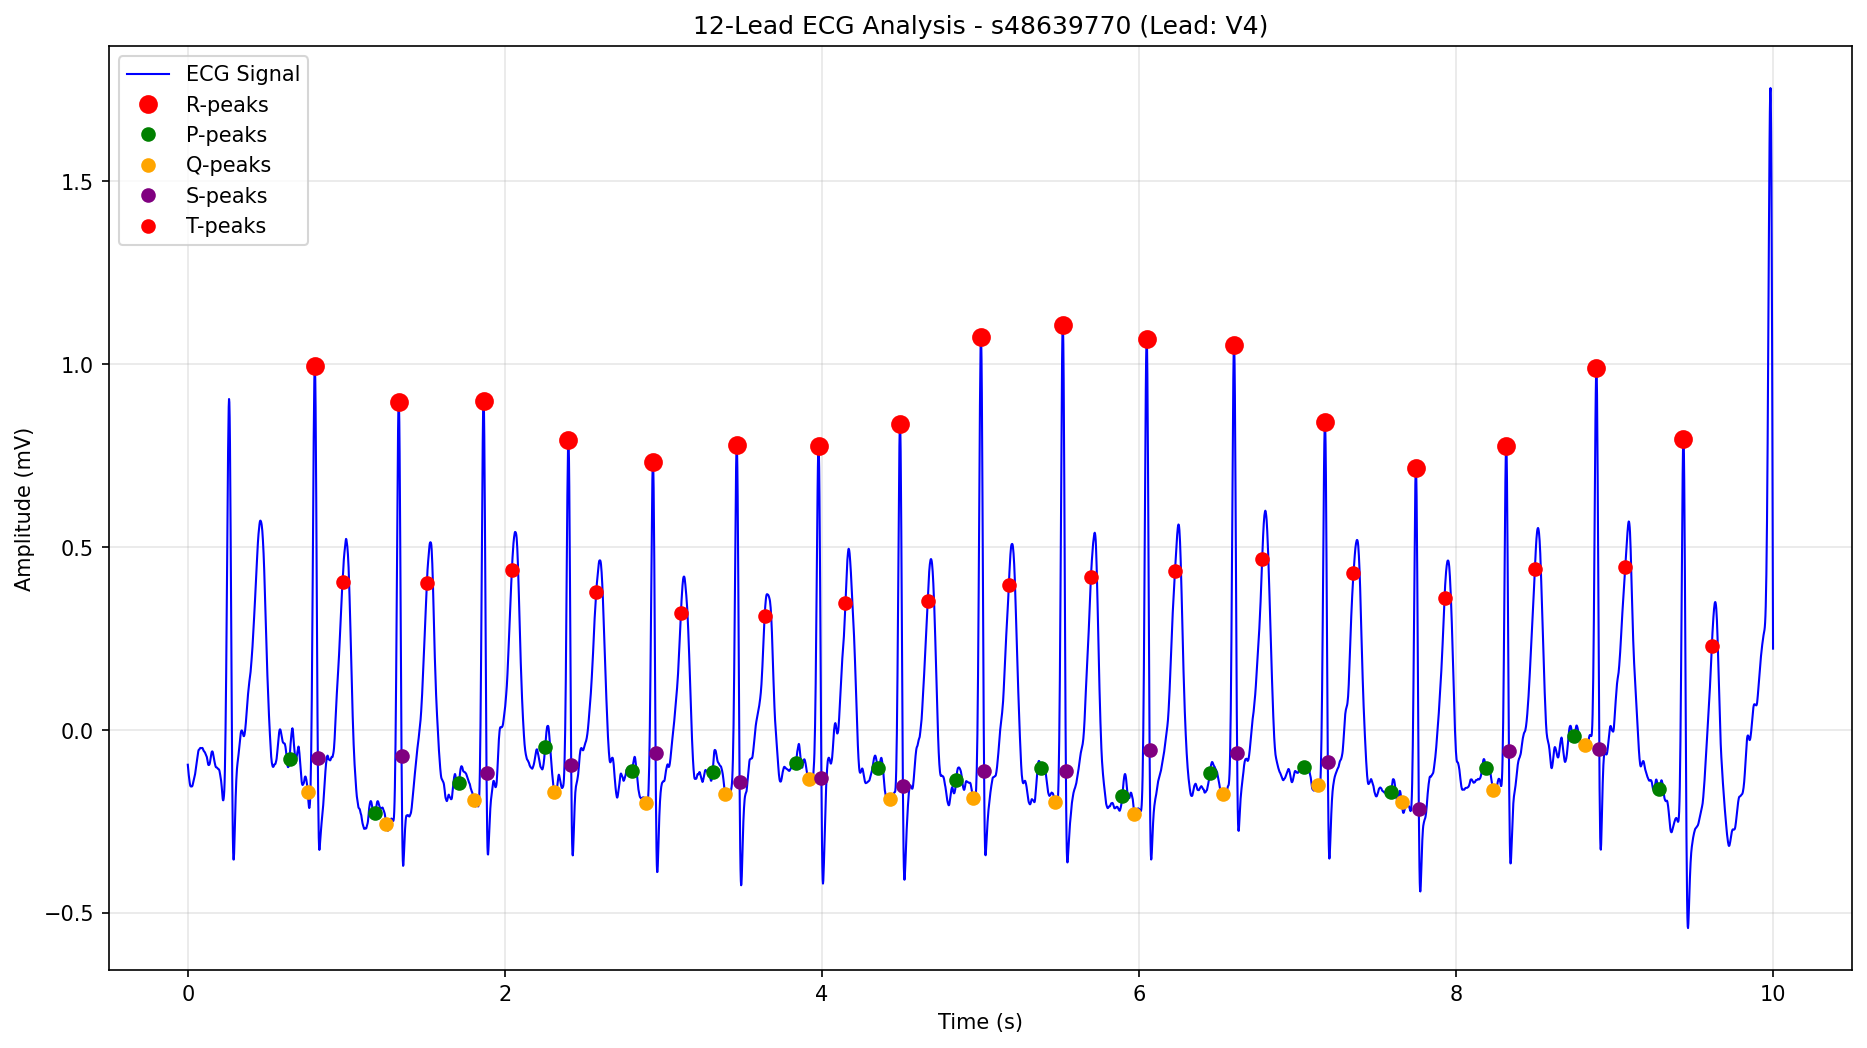 12-Lead ECG Analysis - s48639770 (Lead: V4)
ECG Signal
R-peaks
P-peaks
Q-peaks
S-peaks
T-peaks
Amplitude (mV)
1.5
1.0
0.5
0.0
−0.5
0
2
4
6
8
10
Time (s)